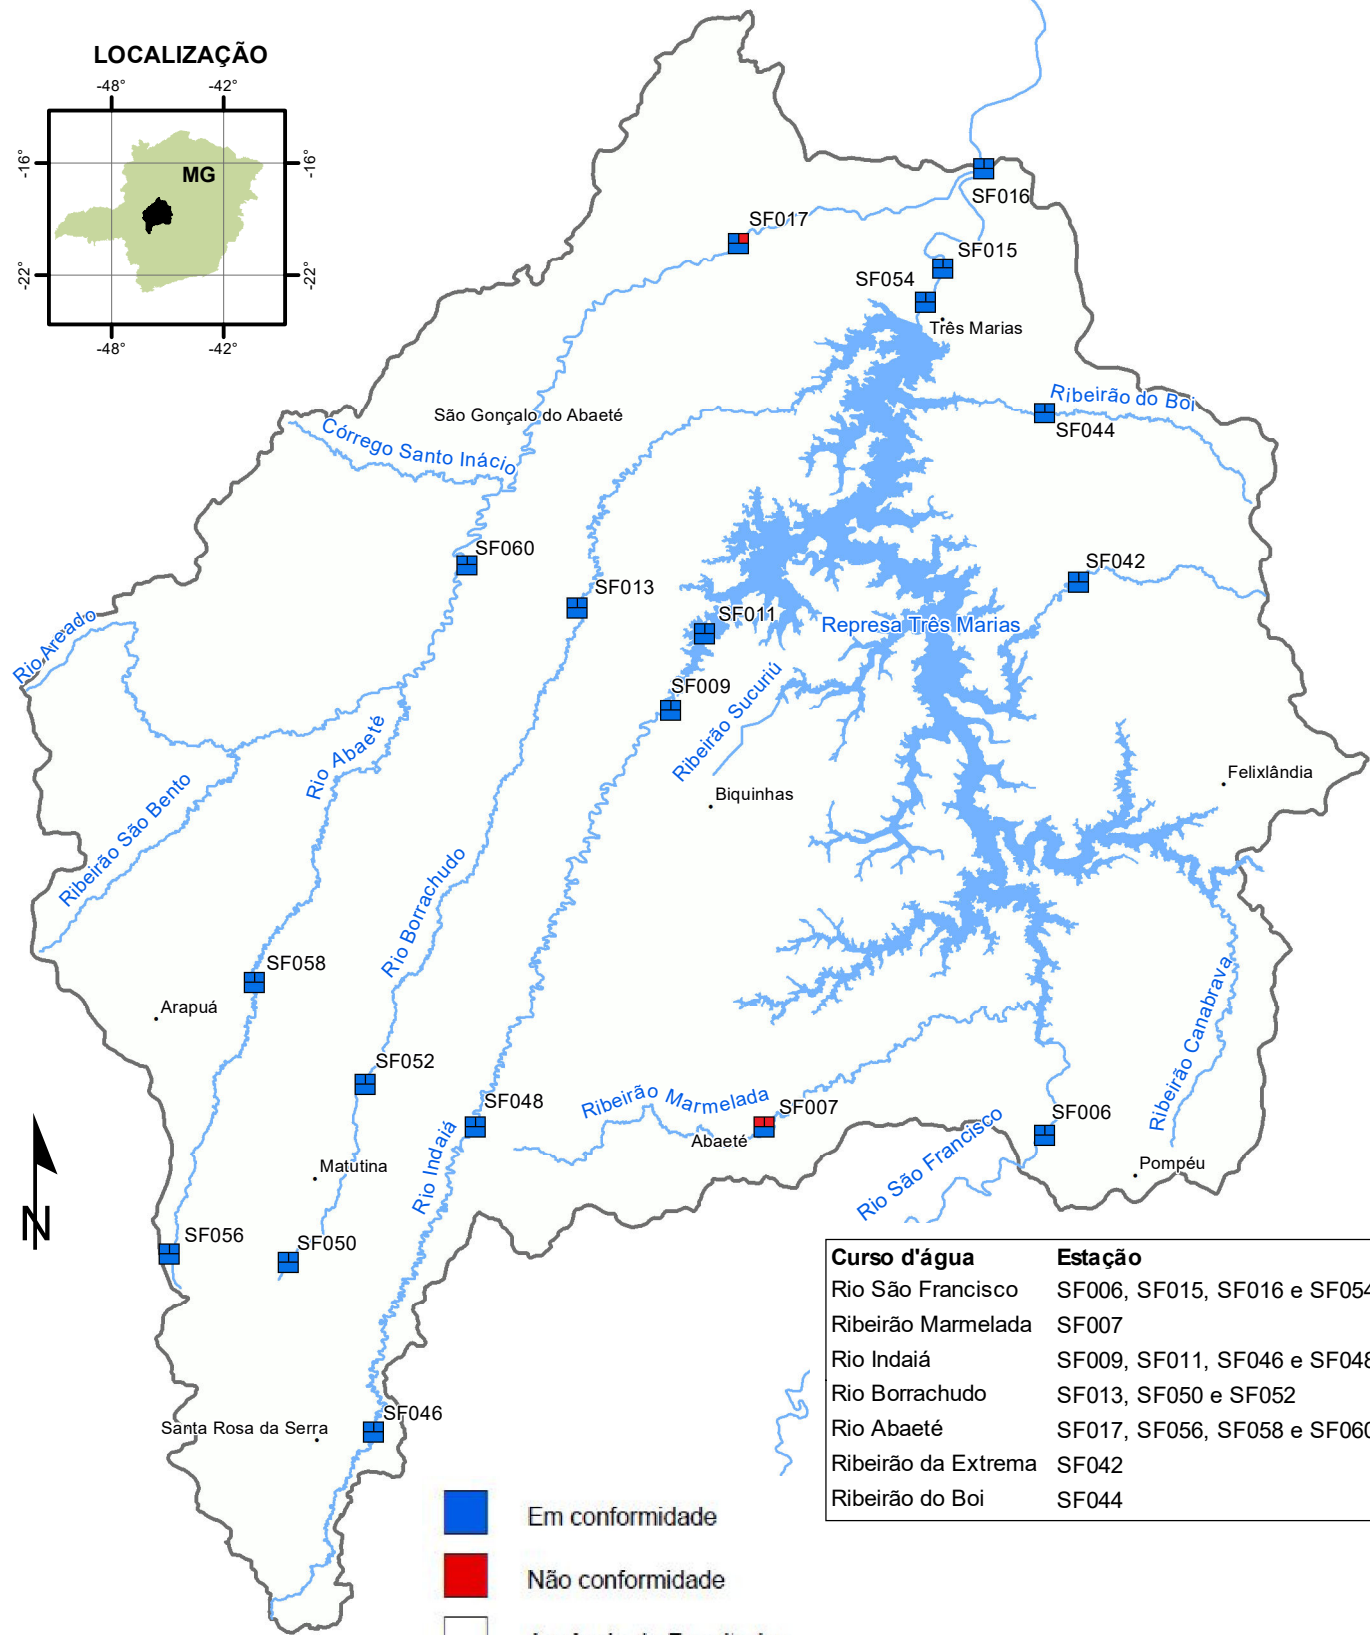 LOCALIZAÇÃO
-48° -42°
-16° -16°
MG
-22° -22°
-48° -42°
SF016
SF017
SF015
SF054
Três Marias
Ribeirão do Boi
SF044
São Gonçalo do Abaeté
Córrego Santo Inácio
SF060
SF042
SF013
SF011
Represa Três Marias
Rio Areado
SF009
Ribeirão Sucuriú
Rio Abaeté
Felixlândia
Biquinhas
Ribeirão São Bento
Rio Borrachudo
SF058
Arapuá
Ribeirão Canabrava
SF052
SF048
Ribeirão Marmelada
SF007
SF006
Abaeté
Rio São Francisco
Pompéu
Matutina
Rio Indaiá
N
SF056
SF050
Curso d'água Estação
Rio São Francisco SF006, SF015, SF016 e SF054
Ribeirão Marmelada SF007
Rio Indaiá SF009, SF011, SF046 e SF048
Rio Borrachudo SF013, SF050 e SF052
Rio Abaeté SF017, SF056, SF058 e SF060
Ribeirão da Extrema SF042
Ribeirão do Boi SF044
SF046
Santa Rosa da Serra
Em conformidade
Não conformidade